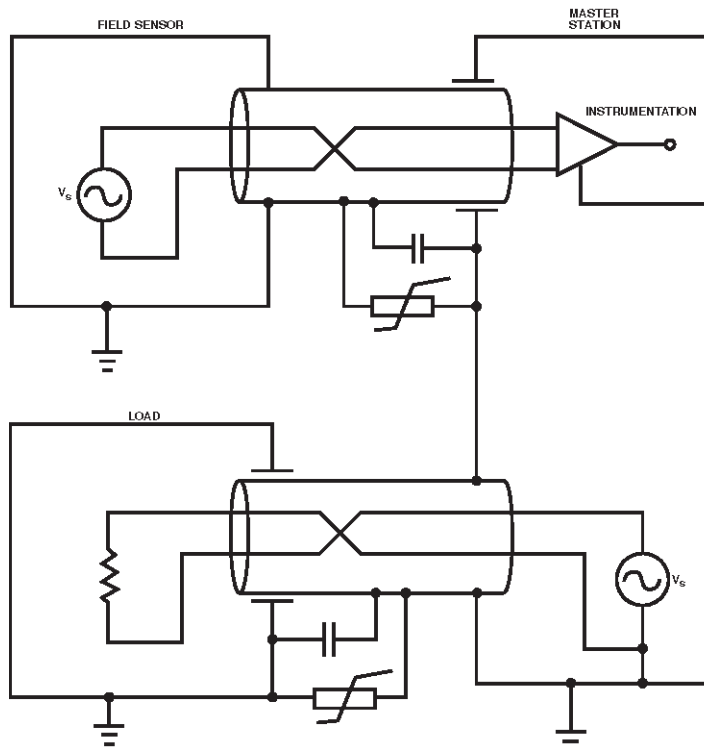 FIELD SENSOR
MASTER
STATION
INSTRUMENTATION
Vs
LOAD
Vs